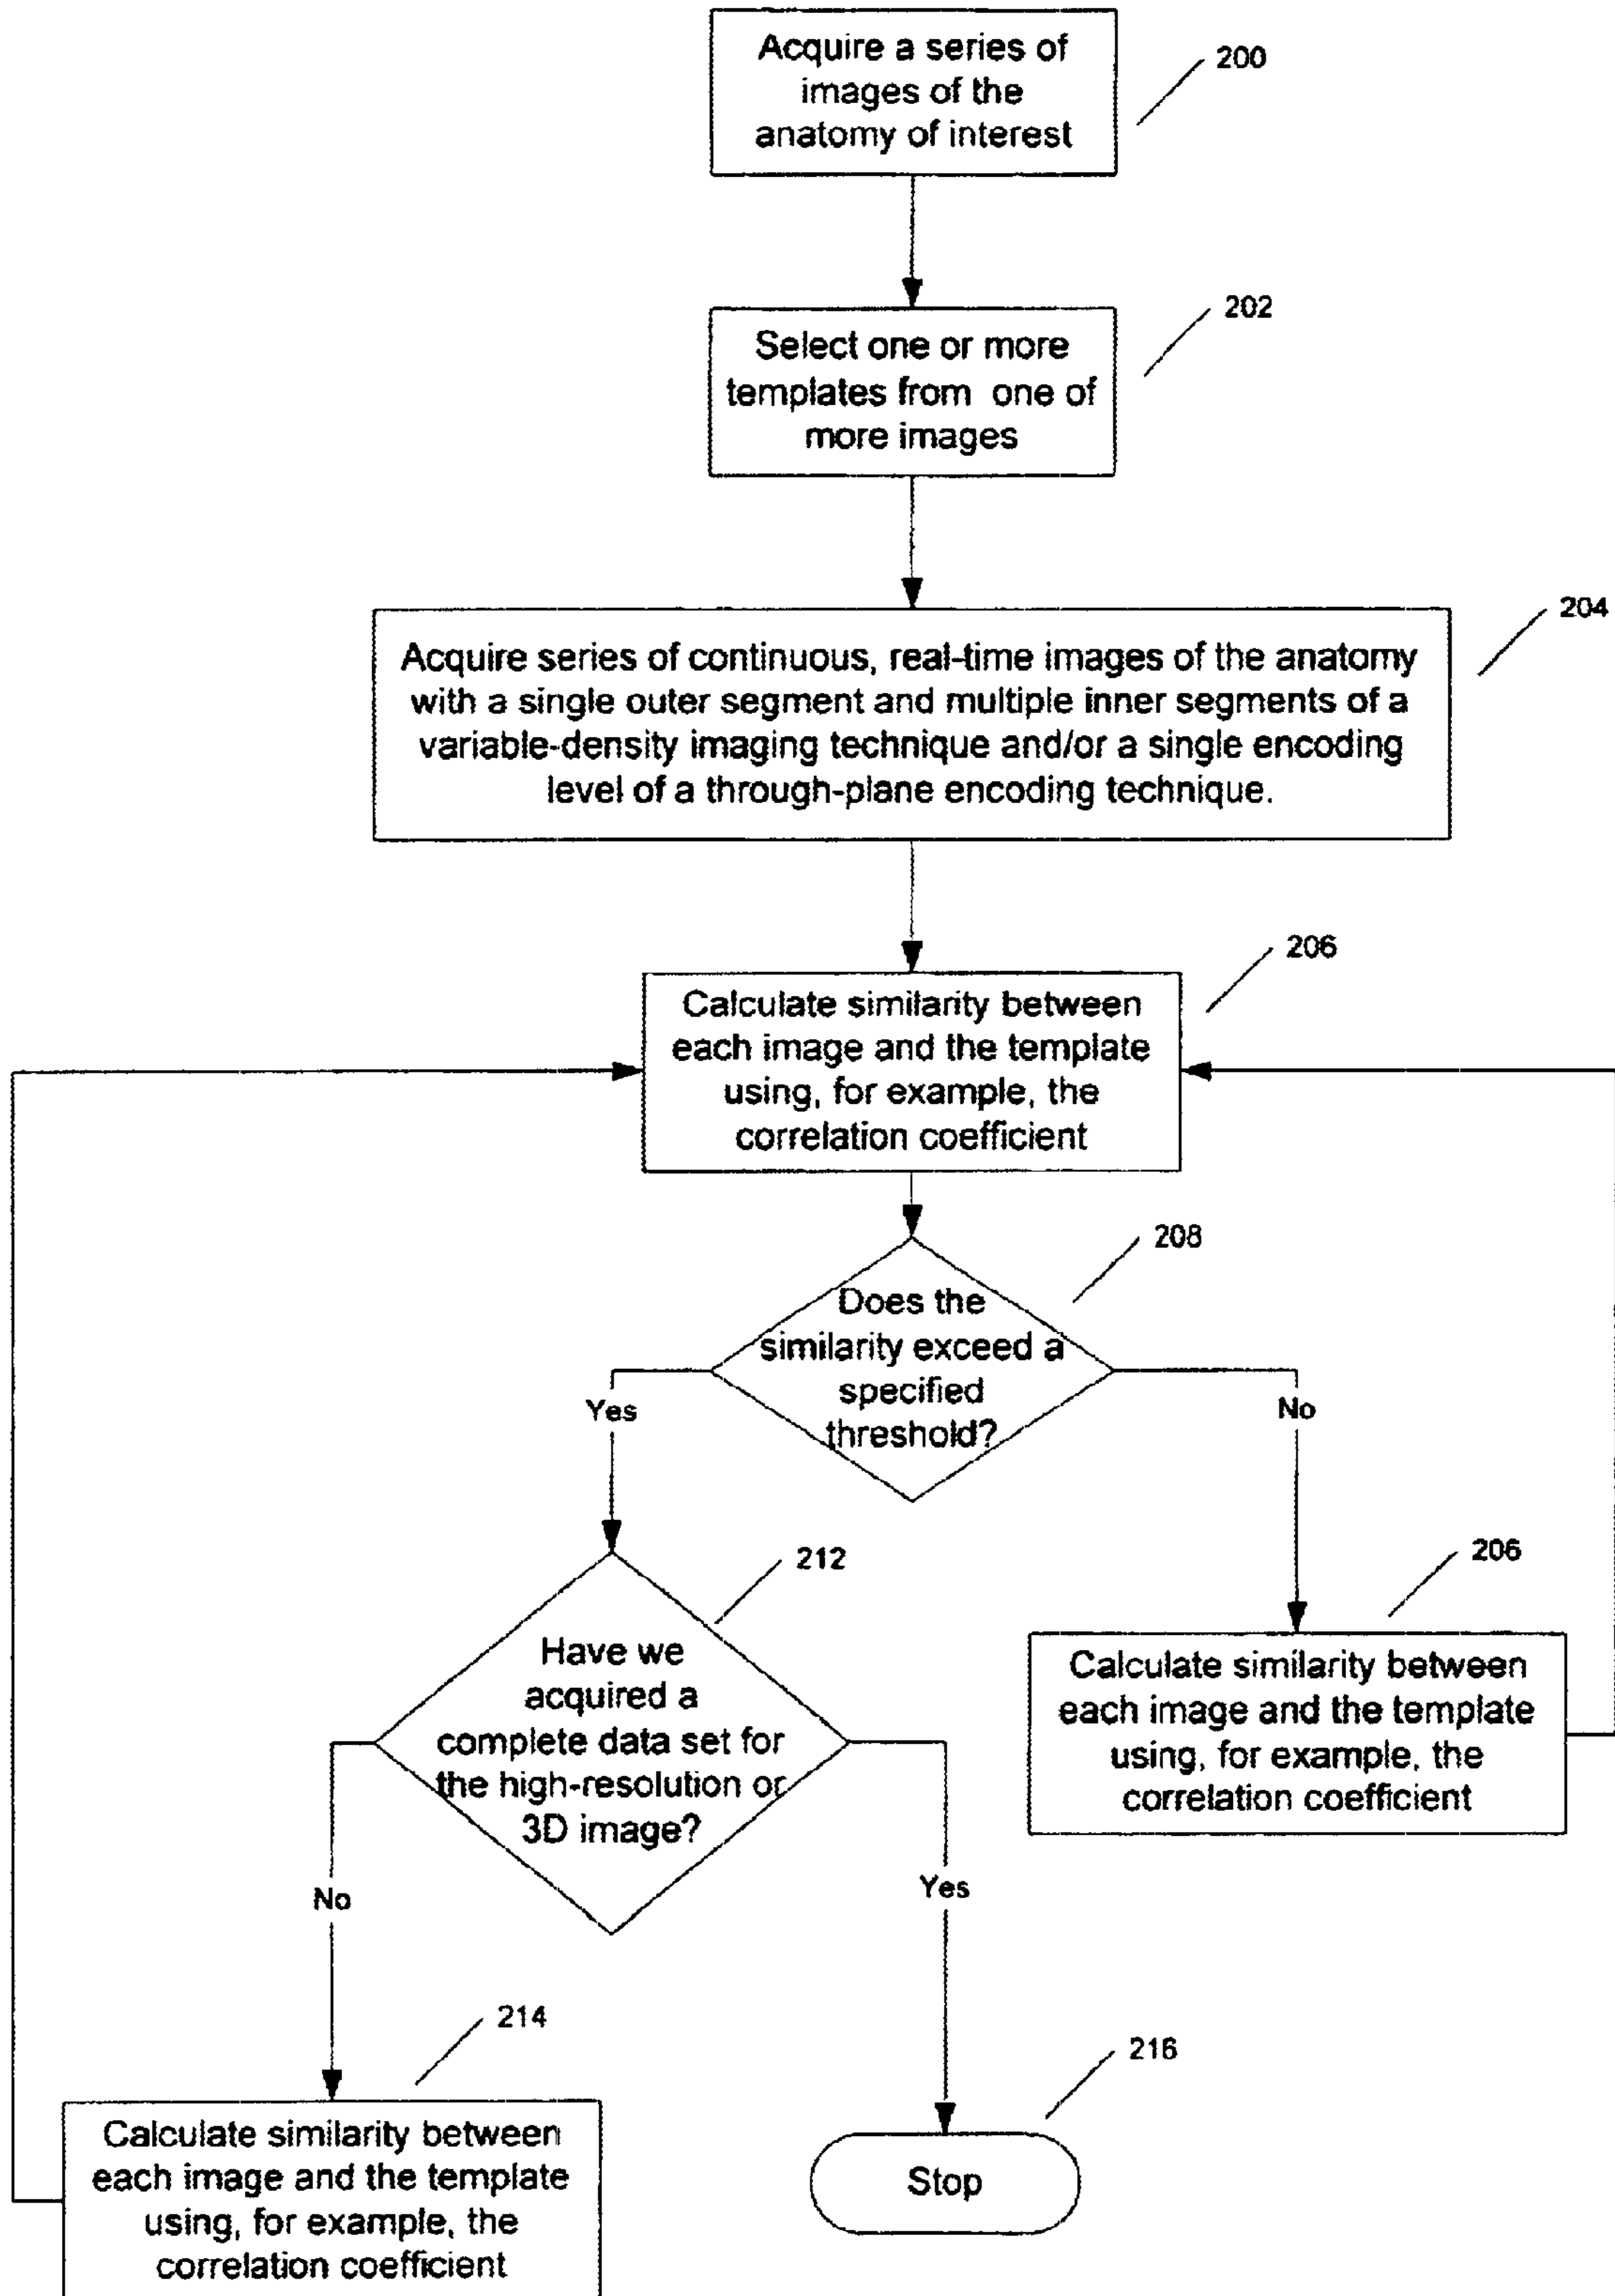 Acquire a series of
images of the
anatomy of interest
200
Select one or more
templates from one of
more images
202
Acquire series of continuous, real-time images of the anatomy
with a single outer segment and multiple inner segments of a
variable-density imaging technique and/or a single encoding
level of a through-plane encoding technique.
204
Calculate similarity between
each image and the template
using, for example, the
correlation coefficient
206
Does the
similarity exceed a
specified
threshold?
208
Yes
No
Have we
acquired a
complete data set for
the high-resolution or
3D image?
212
Calculate similarity between
each image and the template
using, for example, the
correlation coefficient
206
No
Yes
Calculate similarity between
each image and the template
using, for example, the
correlation coefficient
214
Stop
216